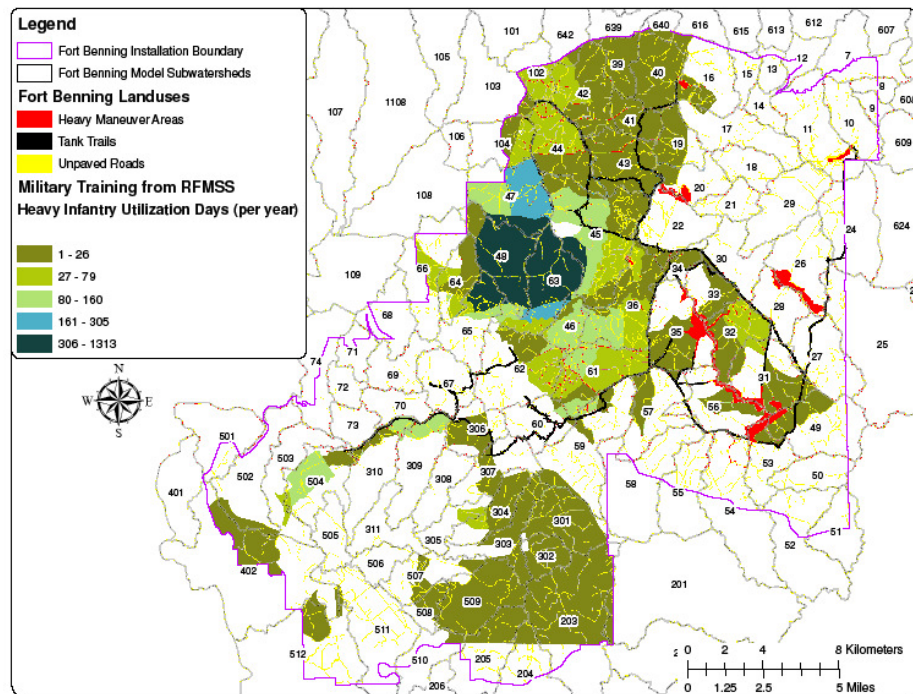 Legend
Fort Benning Installation Boundary
Fort Benning Model Subwatersheds
Fort Benning Landuses
Heavy Maneuver Areas
Tank Trails
Unpaved Roads
Military Training from RFMSS
Heavy Infantry Utilization Days (per year)
1 - 26
27 - 79
80 - 160
161 - 305
306 - 1313
101 642 639 640 616 615 613 612 607
105 102 39 40 16 15 13 12 7 8
107 1108 103 42 14 9
106 104 44 41 43 19 17 11 10 609
108 47 20 18 21 29
45 22 24 624
109 66 48 63 34 30 26
64 36 33 28
68 65 46 35 32 27 25
74 71 62 61 31
72 69 67 57 56 49
N
W E
S
73 70 306 60 59 53
501 502 503 504 310 309 308 307 58 55 50
401 304 301 54 51
505 311 305 303 302 52
402 506 507 201
508 509 203
512 511 510 205 204
206
0 2 4 8 Kilometers
0 1.25 2.5 5 Miles